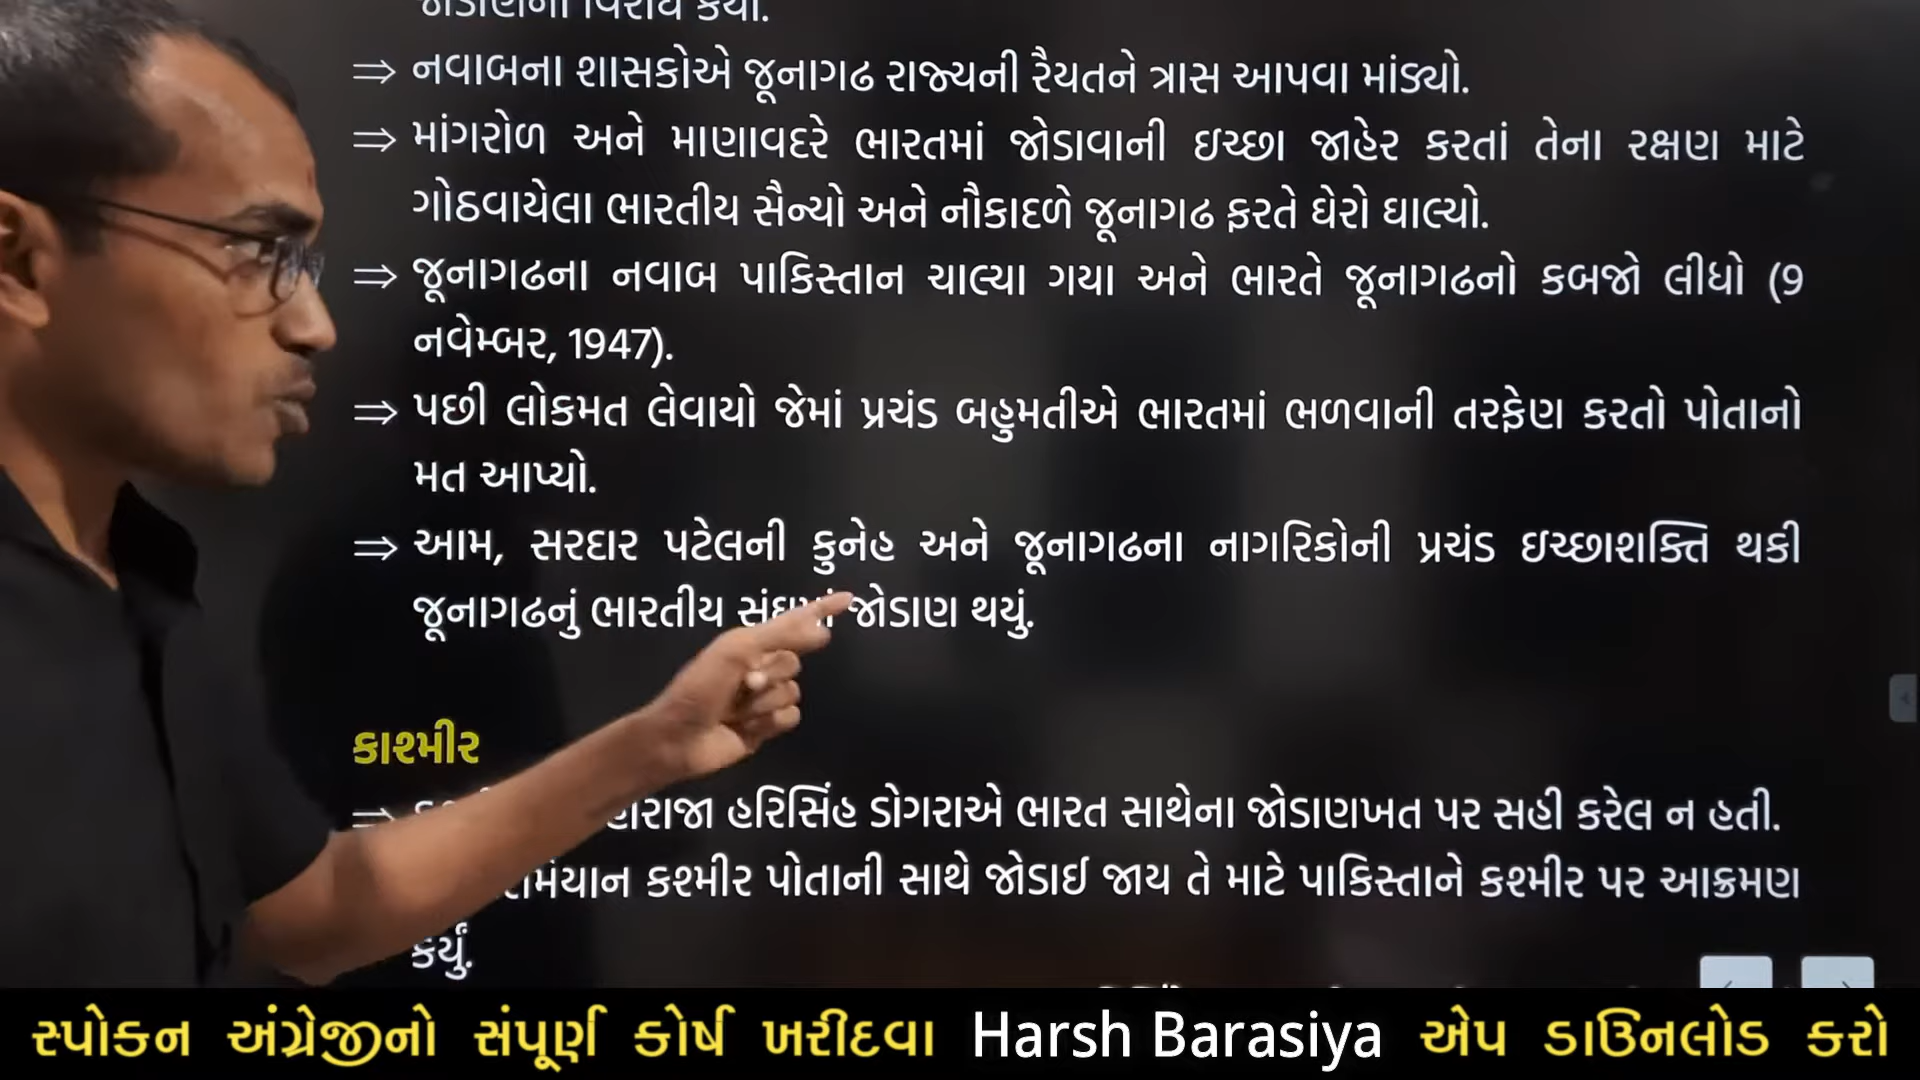 જોડાણનો વિરોધ કર્યો.
⇒ નવાબના શાસકોએ જૂનાગઢ રાજ્યની રૈયતને ત્રાસ આપવા માંડ્યો.
⇒ માંગરોળ અને માણાવદરે ભારતમાં જોડાવાની ઇચ્છા જાહેર કરતાં તેના રક્ષણ માટે
ગોઠવાયેલા ભારતીય સૈન્યો અને નૌકાદળે જૂનાગઢ ફરતે ઘેરો ઘાલ્યો.
⇒ જૂનાગઢના નવાબ પાકિસ્તાન ચાલ્યા ગયા અને ભારતે જૂનાગઢનો કબજો લીધો (9
નવેમ્બર, 1947).
⇒ પછી લોકમત લેવાયો જેમાં પ્રચંડ બહુમતીએ ભારતમાં ભળવાની તરફેણ કરતો પોતાનો
મત આપ્યો.
⇒ આમ, સરદાર પટેલની કુનેહ અને જૂનાગઢના નાગરિકોની પ્રચંડ ઇચ્છાશક્તિ થકી
જૂનાગઢનું ભારતીય સંઘમાં જોડાણ થયું.
કાશ્મીર
⇒ હરિસિંહ ડોગરાએ ભારત સાથેના જોડાણખત પર સહી કરેલ ન હતી.
કશ્મીર પોતાની સાથે જોડાઈ જાય તે માટે પાકિસ્તાને કશ્મીર પર આક્રમણ
કર્યું.
સ્પોકન અંગ્રેજીનો સંપૂર્ણ કોર્ષ ખરીદવા Harsh Barasiya એપ ડાઉનલોડ કરો